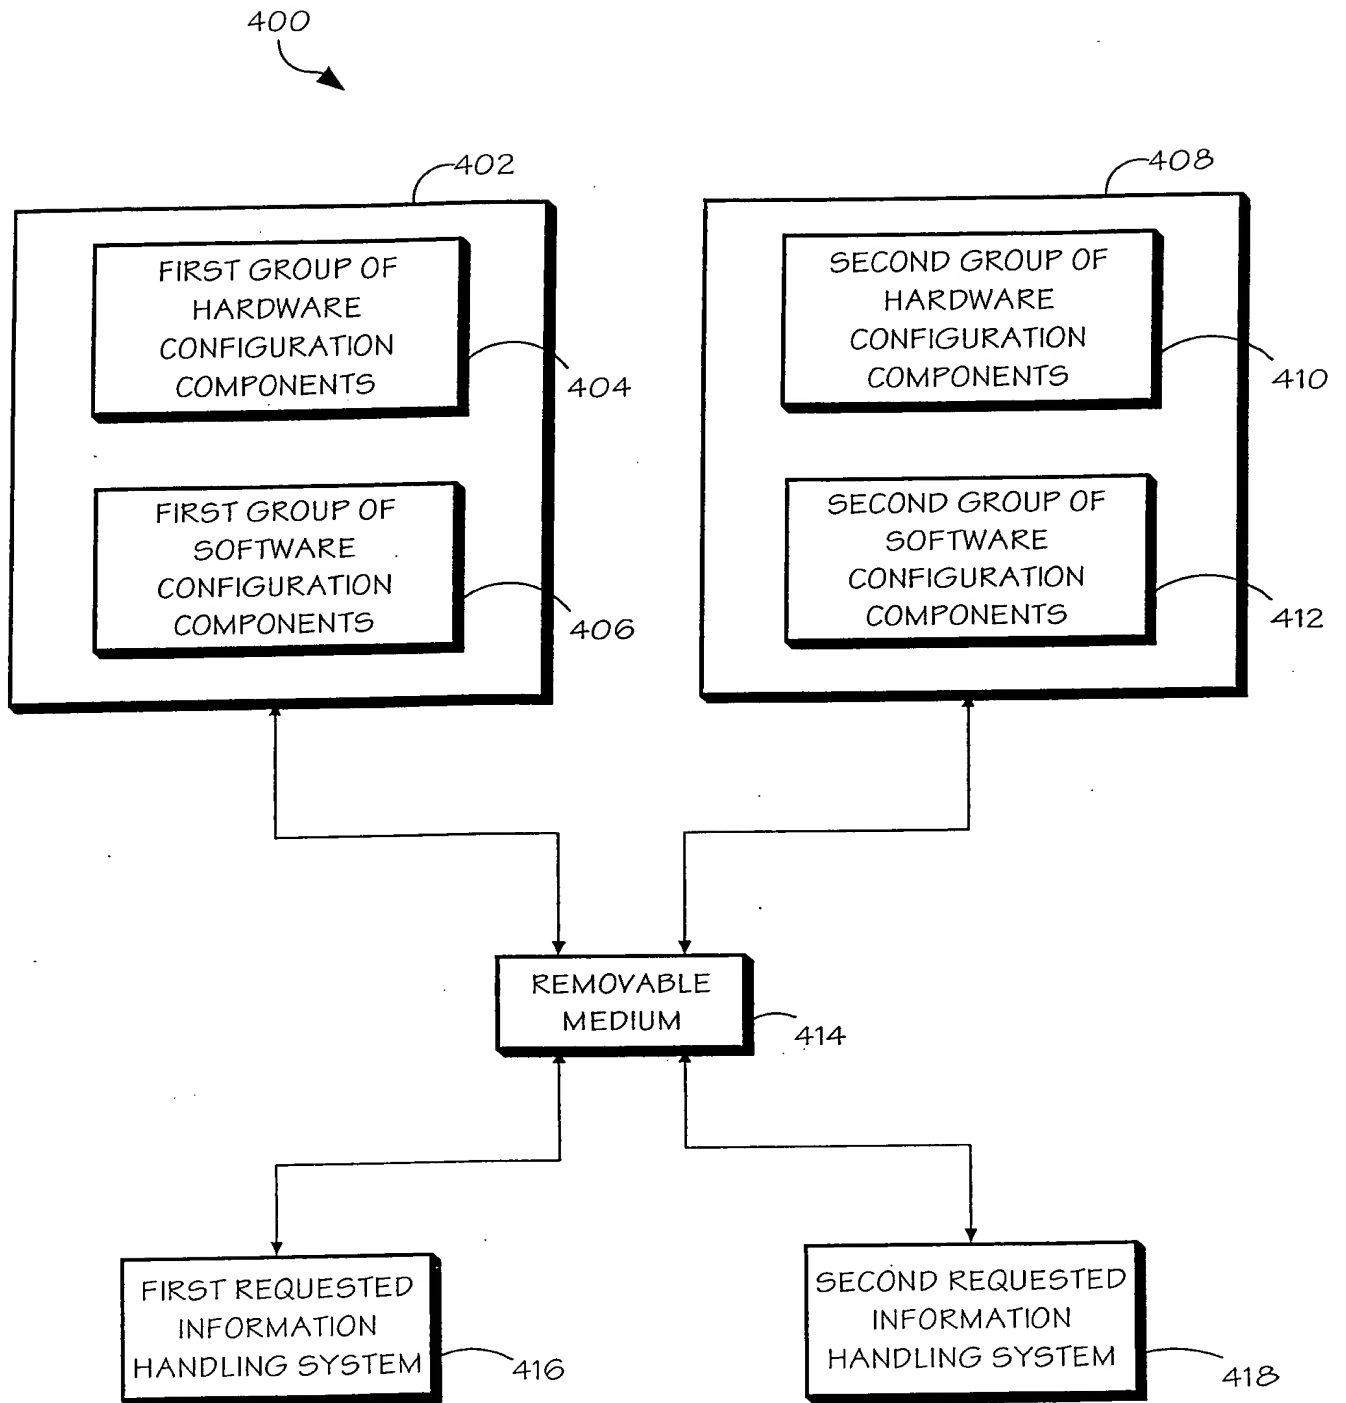 400
402
408
FIRST GROUP OF
HARDWARE
CONFIGURATION
COMPONENTS
404
SECOND GROUP OF
HARDWARE
CONFIGURATION
COMPONENTS
410
FIRST GROUP OF
SOFTWARE
CONFIGURATION
COMPONENTS
406
SECOND GROUP OF
SOFTWARE
CONFIGURATION
COMPONENTS
412
REMOVABLE
MEDIUM
414
FIRST REQUESTED
INFORMATION
HANDLING SYSTEM
416
SECOND REQUESTED
INFORMATION
HANDLING SYSTEM
418